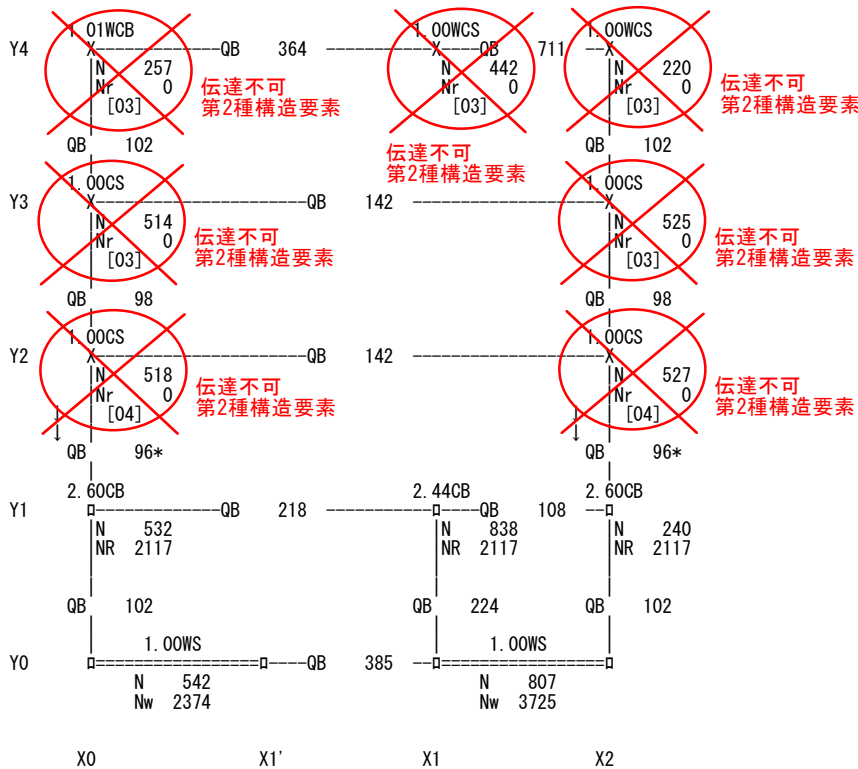 1.01WCB 1.00WCS 1.00WCS
Y4 X---------------QB 364 ---------------X-----QB 711 --X
N 257 N 442 N 220
Nr 0 Nr 0 Nr 0
[03] [03] [03]
伝達不可 伝達不可
第2種構造要素 第2種構造要素
QB 102 QB 102
伝達不可
第2種構造要素
1.00CS 1.00CS
Y3 X-------------------------QB 142 -----------------------X
N 514 N 525
Nr 0 Nr 0
[03] [03]
伝達不可 伝達不可
第2種構造要素 第2種構造要素
QB 98 QB 98
1.00CS 1.00CS
Y2 X-------------------------QB 142 -----------------------X
N 518 N 527
Nr 0 Nr 0
[04] [04]
伝達不可 伝達不可
第2種構造要素 第2種構造要素
↓ ↓
↓ ↓
QB 96* QB 96*
2.60CB 2.44CB 2.60CB
Y1 ---------------QB 218 ---------------QB 108 --
N 532 N 838 N 240
NR 2117 NR 2117 NR 2117
QB 102 QB 224 QB 102
1.00WS 1.00WS
Y0 ===================----QB 385 --===================
N 542 N 807
Nw 2374 Nw 3725
X0 X1' X1 X2